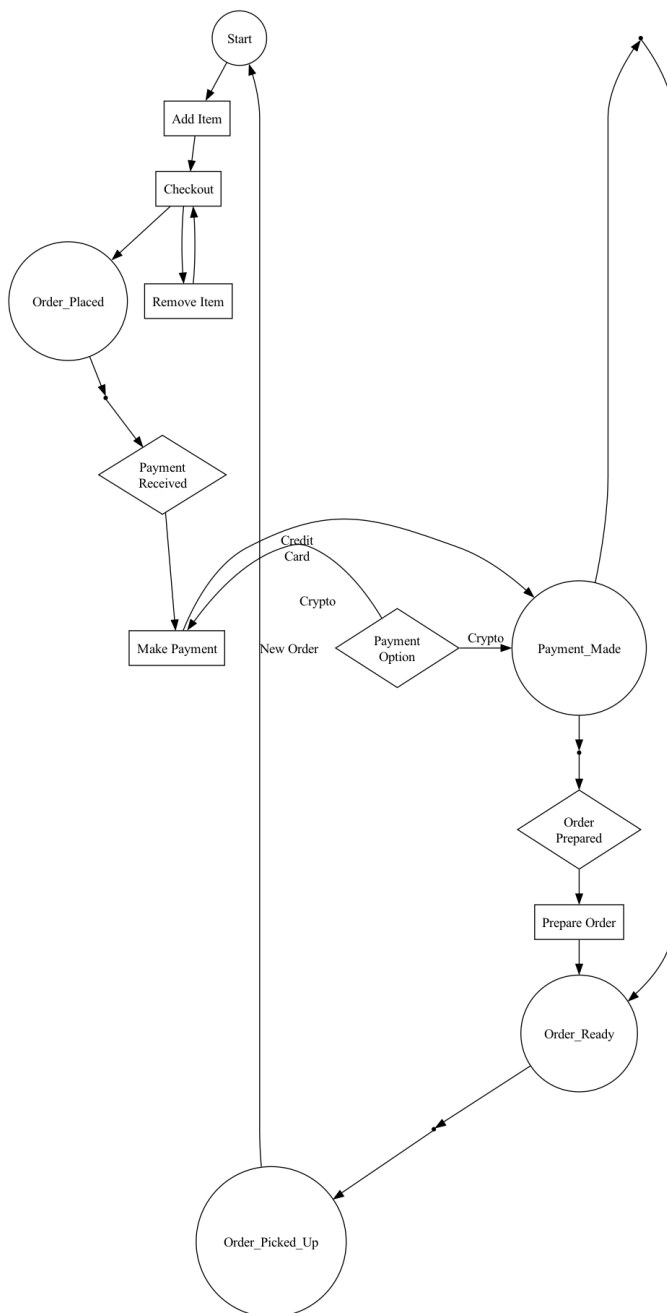 Start
Add Item
Checkout
Order_Placed
Remove Item
Payment
Received
Credit
Card
Crypto
Make Payment
New Order
Payment
Option
Crypto
Payment_Made
Order
Prepared
Prepare Order
Order_Ready
Order_Picked_Up